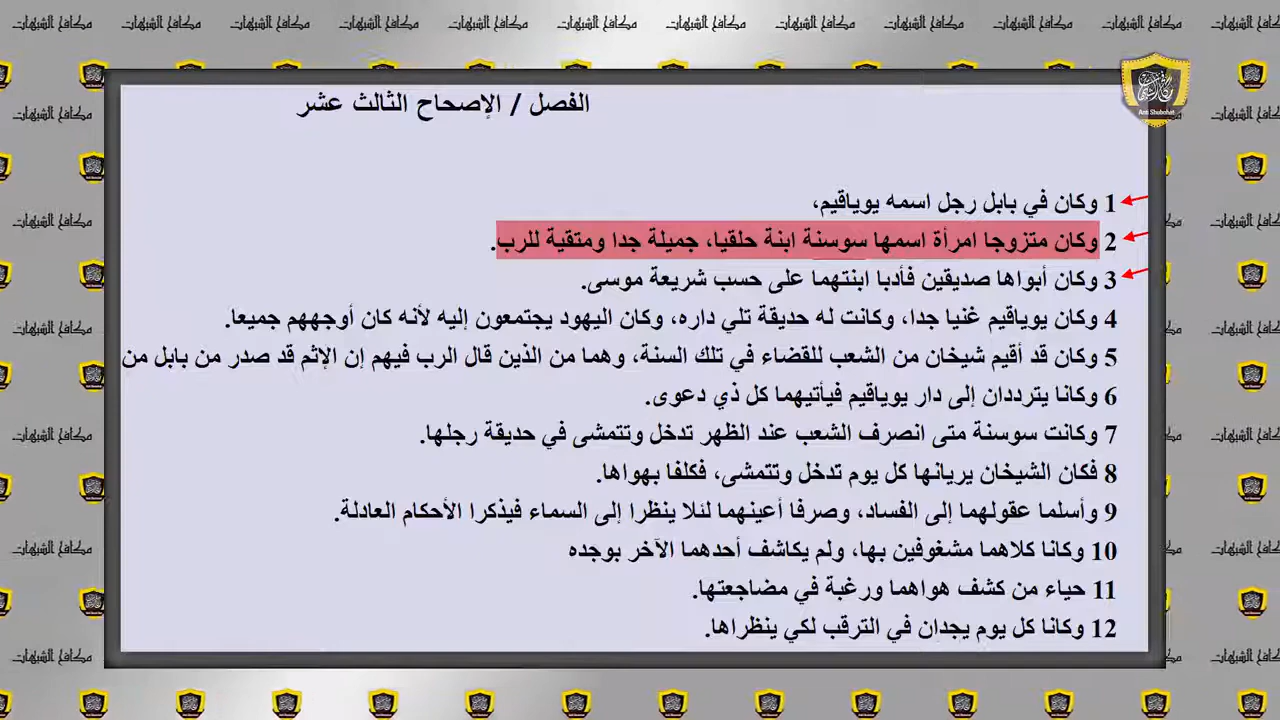 مكافح الشبهات
Anti Shubohat
الفصل / الإصحاح الثالث عشر
1 وكان في بابل رجل اسمه يوياقيم،
2 وكان متزوجا امرأة اسمها سوسنة ابنة حلقيا، جميلة جدا ومتقية للرب.
3 وكان أبواها صديقين فأدبا ابنتهما على حسب شريعة موسى.
4 وكان يوياقيم غنيا جدا، وكانت له حديقة تلي داره، وكان اليهود يجتمعون إليه لأنه كان أوجههم جميعا.
5 وكان قد أقيم شيخان من الشعب للقضاء في تلك السنة، وهما من الذين قال الرب فيهم إن الإثم قد صدر من بابل من
6 وكانا يترددان إلى دار يوياقيم فيأتيهما كل ذي دعوى.
7 وكانت سوسنة متى انصرف الشعب عند الظهر تدخل وتتمشى في حديقة رجلها.
8 فكان الشيخان يريانها كل يوم تدخل وتتمشى، فكلفا بهواها.
9 وأسلما عقولهما إلى الفساد، وصرفا أعينهما لئلا ينظرا إلى السماء فيذكرا الأحكام العادلة.
10 وكانا كلاهما مشغوفين بها، ولم يكاشف أحدهما الآخر بوجده
11 حياء من كشف هواهما ورغبة في مضاجعتها.
12 وكانا كل يوم يجدان في الترقب لكي ينظراها.